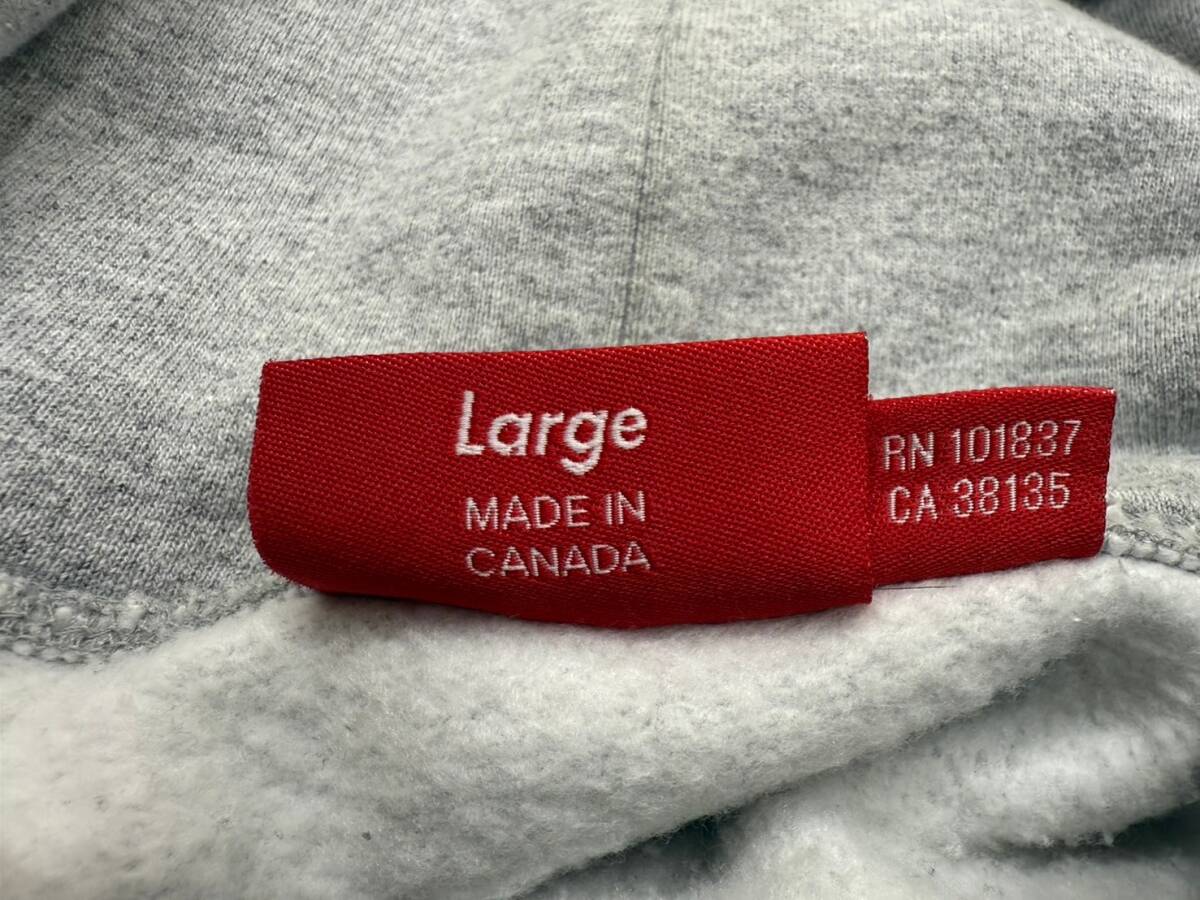 Large
MADE IN
CANADA
RN 101837
CA 38135